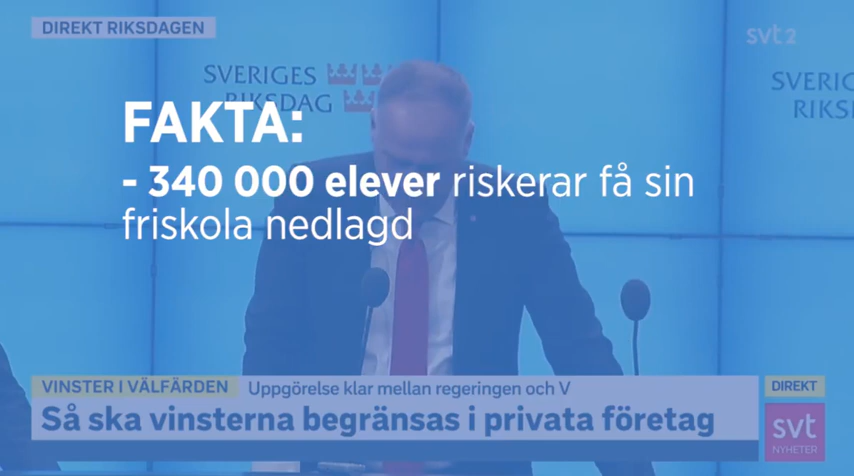 DIREKT RIKSDAGEN
svt2
SVERIGES
RIKSDAG
SVERIG
RIKS
FAKTA:
- 340 000 elever riskerar få sin
friskola nedlagd
VINSTER I VÄLFÄRDEN Uppgörelse klar mellan regeringen och V
Så ska vinsterna begränsas i privata företag
DIREKT
svt
NYHETER